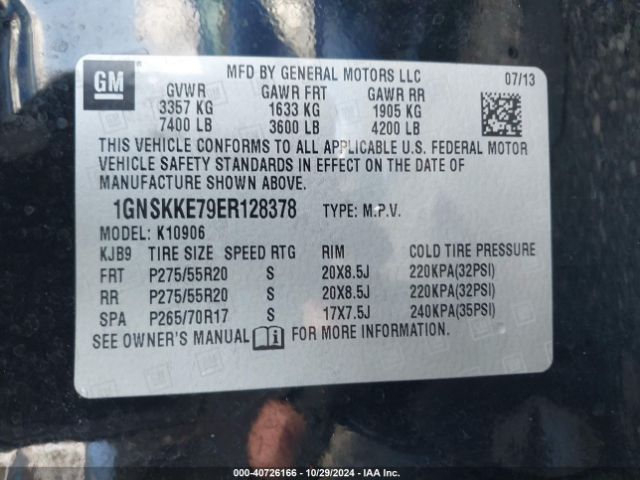 GM
MFD BY GENERAL MOTORS LLC 07/13
GVWR GAWR FRT GAWR RR
3357 KG 1633 KG 1905 KG
7400 LB 3600 LB 4200 LB
THIS VEHICLE CONFORMS TO ALL APPLICABLE U.S. FEDERAL MOTOR
VEHICLE SAFETY STANDARDS IN EFFECT ON THE DATE OF
MANUFACTURE SHOWN ABOVE.
1GNSKKE79ER128378 TYPE: M.P.V.
MODEL: K10906
KJB9 TIRE SIZE SPEED RTG RIM COLD TIRE PRESSURE
FRT P275/55R20 S 20X8.5J 220KPA(32PSI)
RR P275/55R20 S 20X8.5J 220KPA(32PSI)
SPA P265/70R17 S 17X7.5J 240KPA(35PSI)
SEE OWNER'S MANUAL FOR MORE INFORMATION.
000-40726166 - 10/29/2024 - IAA Inc.